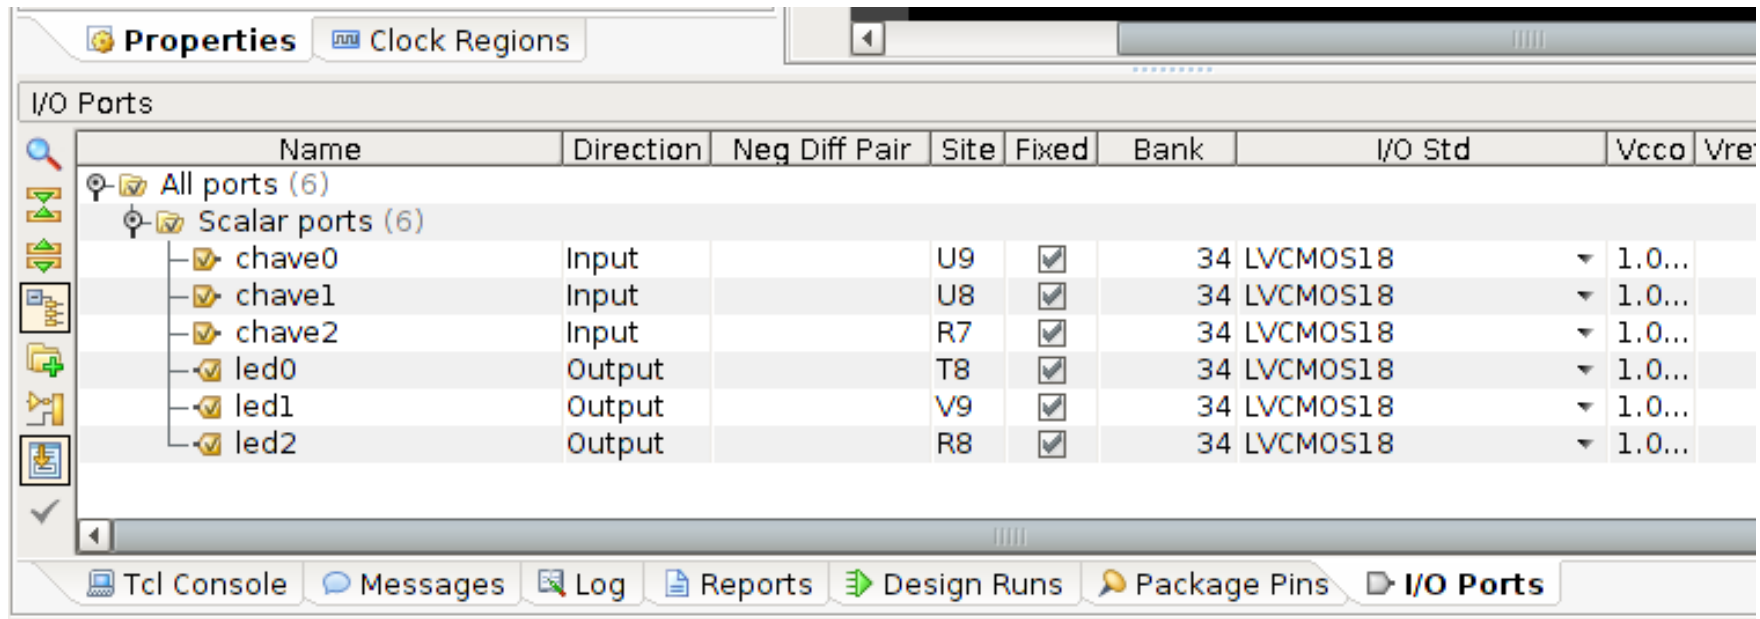 Properties Clock Regions
I/O Ports
Name Direction Neg Diff Pair Site Fixed Bank I/O Std Vcco Vre
All ports (6)
Scalar ports (6)
chave0 Input U9 34 LVCMOS18 1.0...
chave1 Input U8 34 LVCMOS18 1.0...
chave2 Input R7 34 LVCMOS18 1.0...
led0 Output T8 34 LVCMOS18 1.0...
led1 Output V9 34 LVCMOS18 1.0...
led2 Output R8 34 LVCMOS18 1.0...
Tcl Console Messages Log Reports Design Runs Package Pins I/O Ports